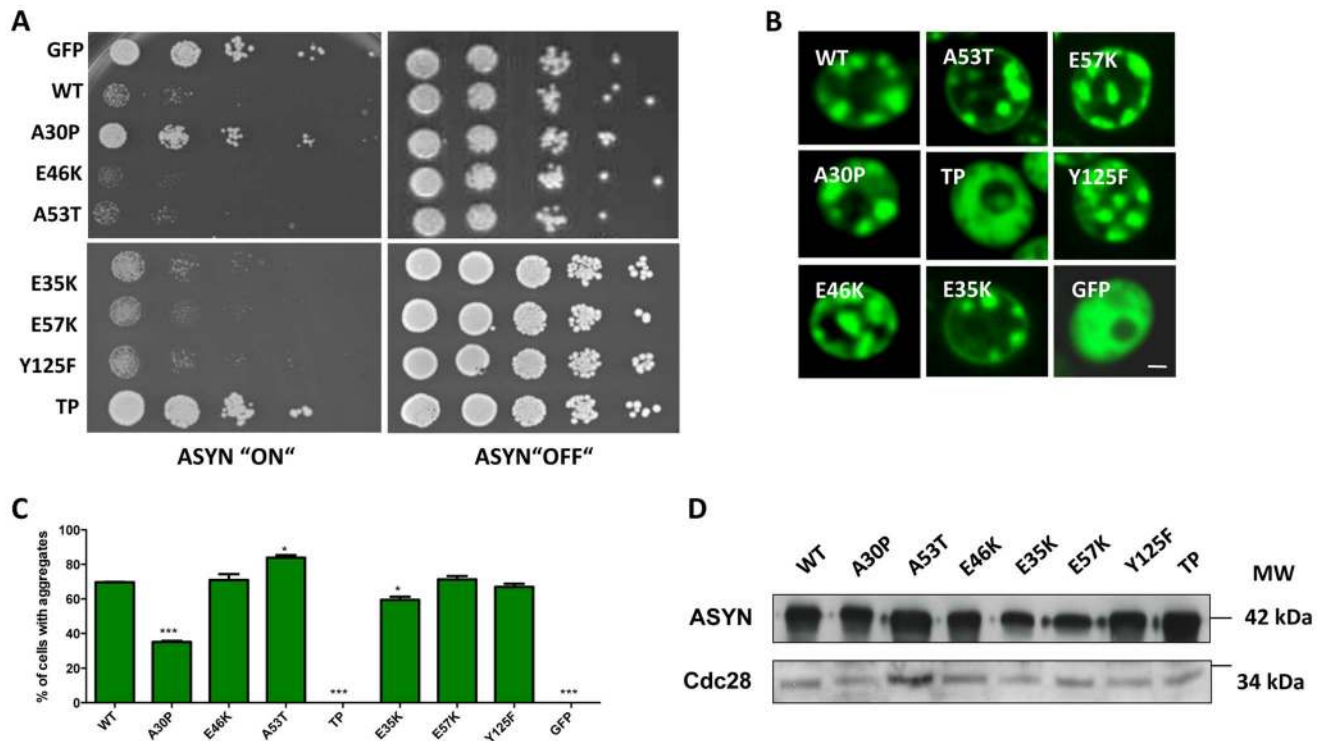 A
GFP
WT
A30P
E46K
A53T
E35K
E57K
Y125F
TP
ASYN “ON“
ASYN“OFF“
B
WT
A53T
E57K
A30P
TP
Y125F
E46K
E35K
GFP
C
% of cells with aggregates
100
80
60
40
20
0
***
*
***
*
***
WT
A30P
E46K
A53T
TP
E35K
E57K
Y125F
GFP
D
WT
A30P
A53T
E46K
E35K
E57K
Y125F
TP
MW
ASYN
42 kDa
Cdc28
34 kDa